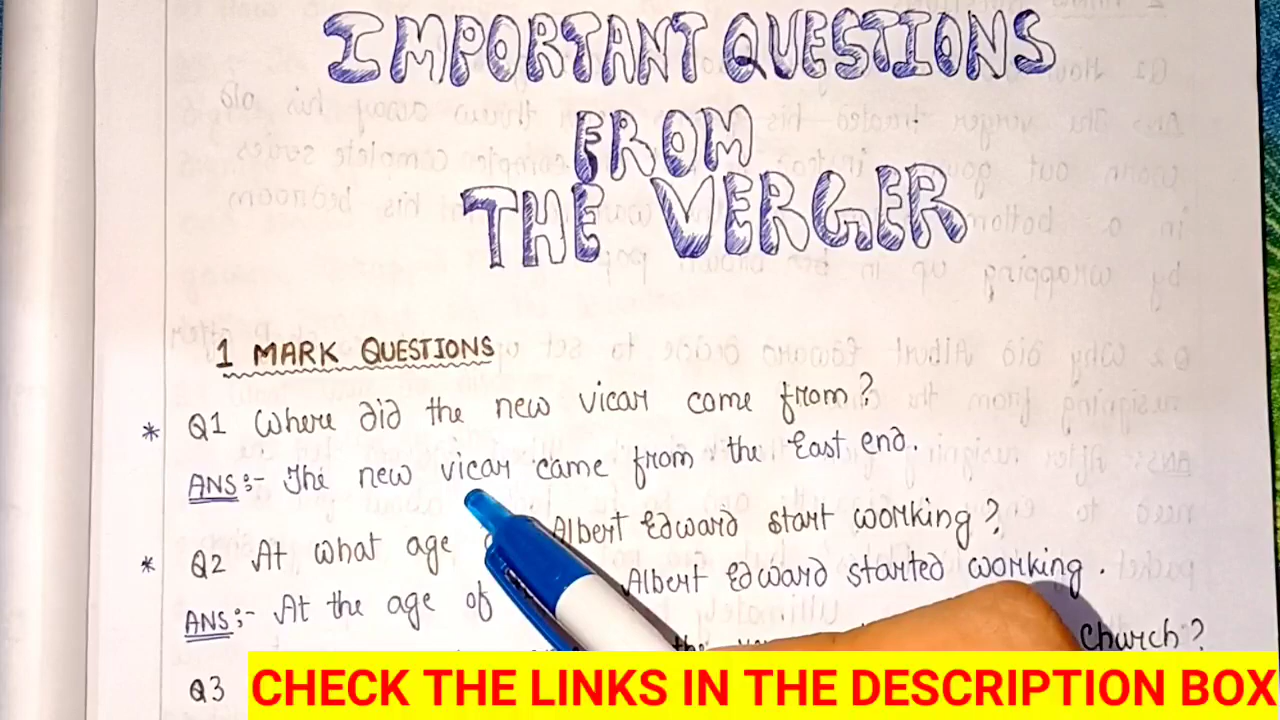 IMPORTANT QUESTIONS
FROM
THE VERGER
1 MARK QUESTIONS
* Q1 Where did the new vicar come from?
ANS:- The new vicar came from the East end.
* Q2 At what age Albert Edward start working?
ANS:- At the age of Albert Edward started working.
Q3 the church?
CHECK THE LINKS IN THE DESCRIPTION BOX